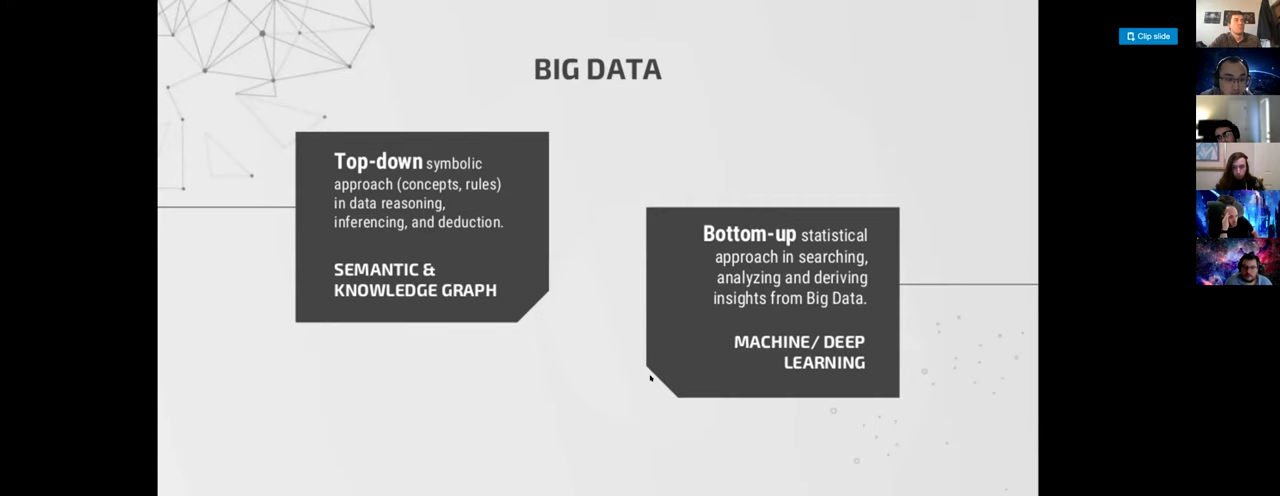 BIG DATA
Clip slide
Top-down symbolic
approach (concepts, rules)
in data reasoning,
inferencing, and deduction.
SEMANTIC &
KNOWLEDGE GRAPH
Bottom-up statistical
approach in searching,
analyzing and deriving
insights from Big Data.
MACHINE/ DEEP
LEARNING